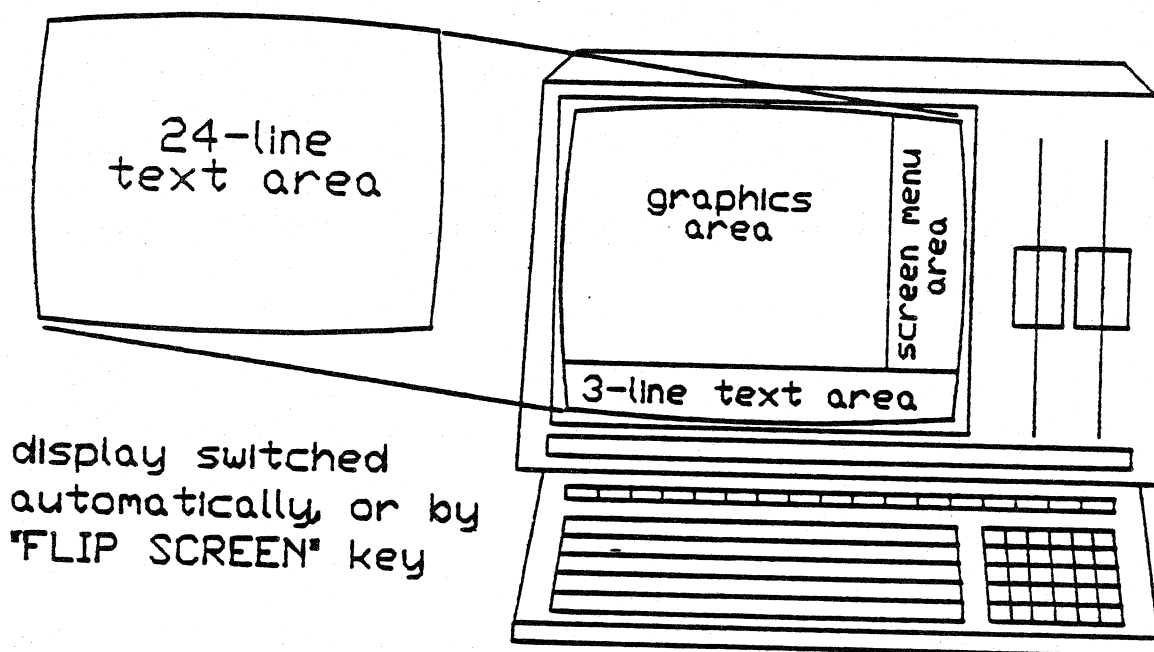 24-line
text area
graphics
area
screen menu
area
3-line text area
display switched
automatically, or by
"FLIP SCREEN" key